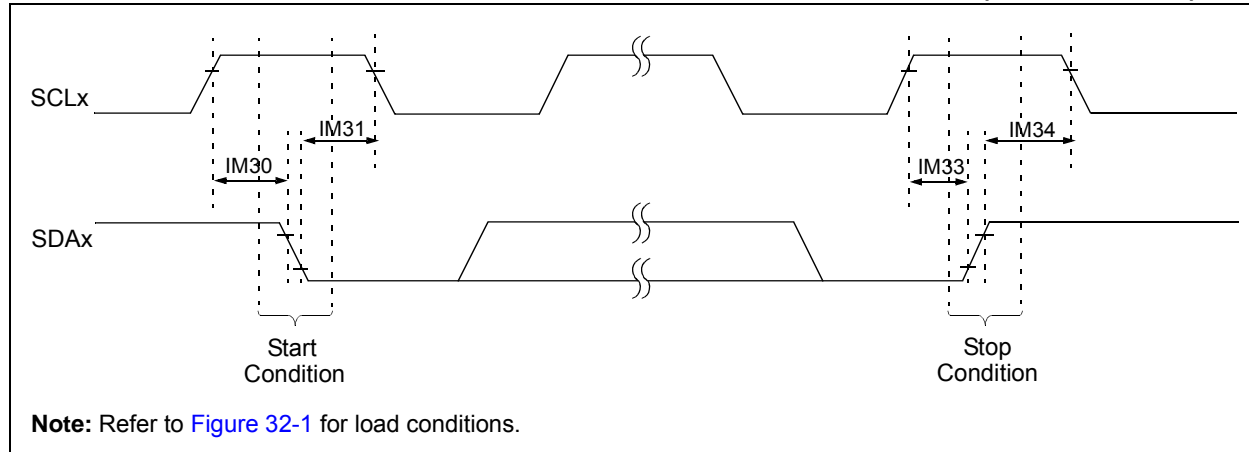 SCLx
IM31
IM34
IM30
IM33
SDAx
Start
Condition
Stop
Condition
Note: Refer to Figure 32-1 for load conditions.